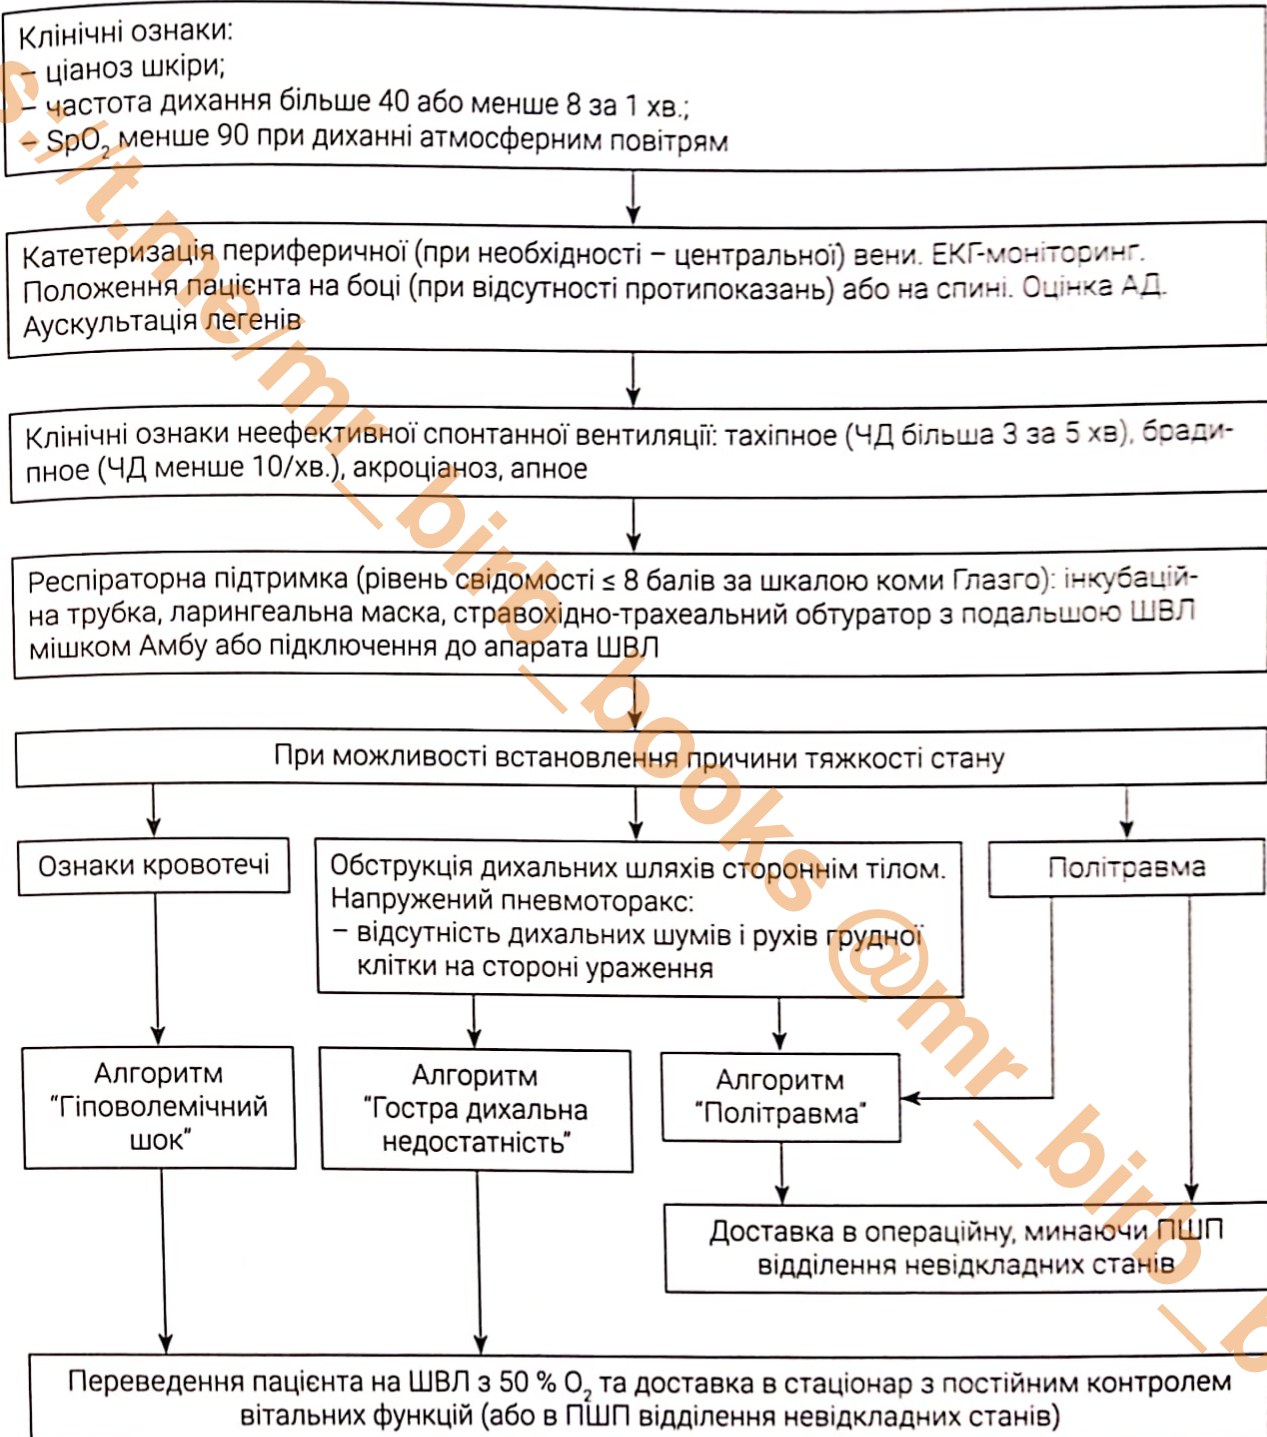 Клінічні ознаки:
– ціаноз шкіри;
– частота дихання більше 40 або менше 8 за 1 хв.;
– SpO₂ менше 90 при диханні атмосферним повітрям
Катетеризація периферичної (при необхідності – центральної) вени. ЕКГ-моніторинг.
Положення пацієнта на боці (при відсутності протипоказань) або на спині. Оцінка АД.
Аускультація легенів
Клінічні ознаки неефективної спонтанної вентиляції: тахіпное (ЧД більша 3 за 5 хв), бради-
пное (ЧД менше 10/хв.), акроціаноз, апное
Респіраторна підтримка (рівень свідомості ≤ 8 балів за шкалою коми Глазго): інкубацій-
на трубка, ларингеальна маска, стравохідно-трахеальний обтуратор з подальшою ШВЛ
мішком Амбу або підключення до апарата ШВЛ
При можливості встановлення причини тяжкості стану
Ознаки кровотечі
Обструкція дихальних шляхів стороннім тілом.
Напружений пневмоторакс:
– відсутність дихальних шумів і рухів грудної
клітки на стороні ураження
Політравма
Алгоритм
"Гіповолемічний
шок"
Алгоритм
"Гостра дихальна
недостатність"
Алгоритм
"Політравма"
Доставка в операційну, минаючи ПШП
відділення невідкладних станів
Переведення пацієнта на ШВЛ з 50 % O₂ та доставка в стаціонар з постійним контролем
вітальних функцій (або в ПШП відділення невідкладних станів)
s://t.me/mr_birb_books @mr_birb_b